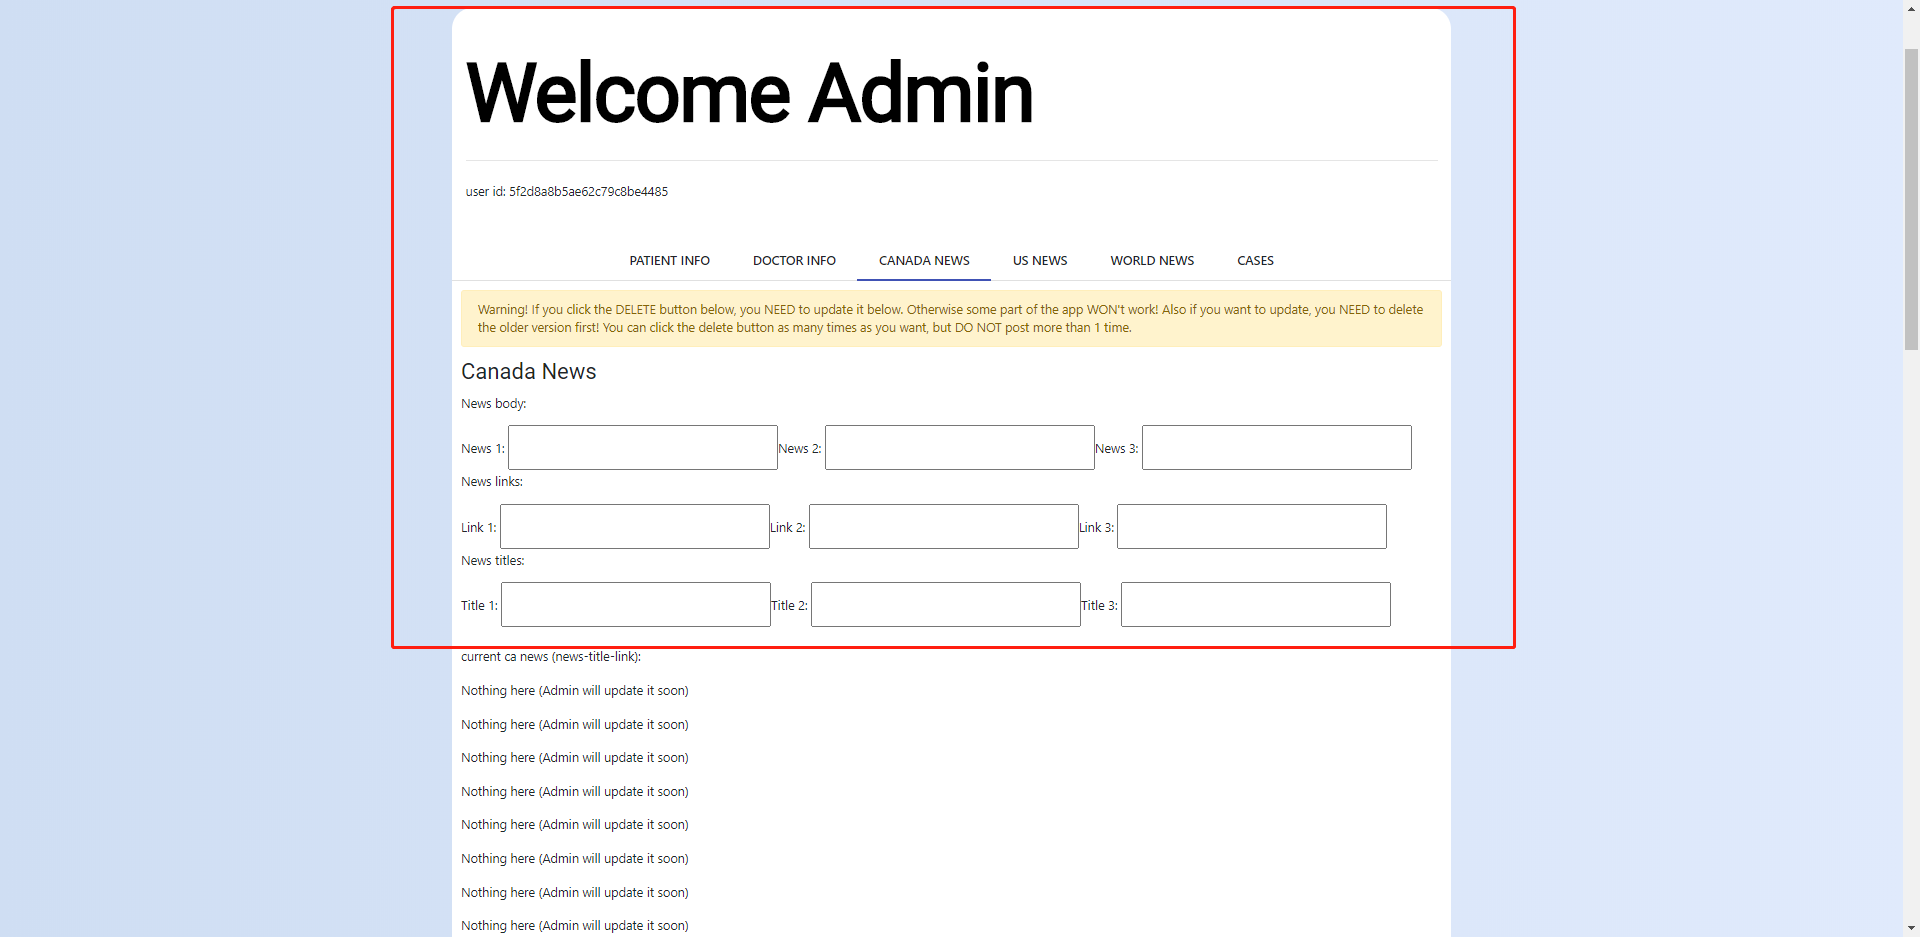 Welcome Admin
user id: 5f2d8a8b5ae62c79c8be4485
PATIENT INFO DOCTOR INFO CANADA NEWS US NEWS WORLD NEWS CASES
Warning! If you click the DELETE button below, you NEED to update it below. Otherwise some part of the app WON't work! Also if you want to update, you NEED to delete
the older version first! You can click the delete button as many times as you want, but DO NOT post more than 1 time.
Canada News
News body:
News 1: News 2: News 3:
News links:
Link 1: Link 2: Link 3:
News titles:
Title 1: Title 2: Title 3:
current ca news (news-title-link):
Nothing here (Admin will update it soon)
Nothing here (Admin will update it soon)
Nothing here (Admin will update it soon)
Nothing here (Admin will update it soon)
Nothing here (Admin will update it soon)
Nothing here (Admin will update it soon)
Nothing here (Admin will update it soon)
Nothing here (Admin will update it soon)